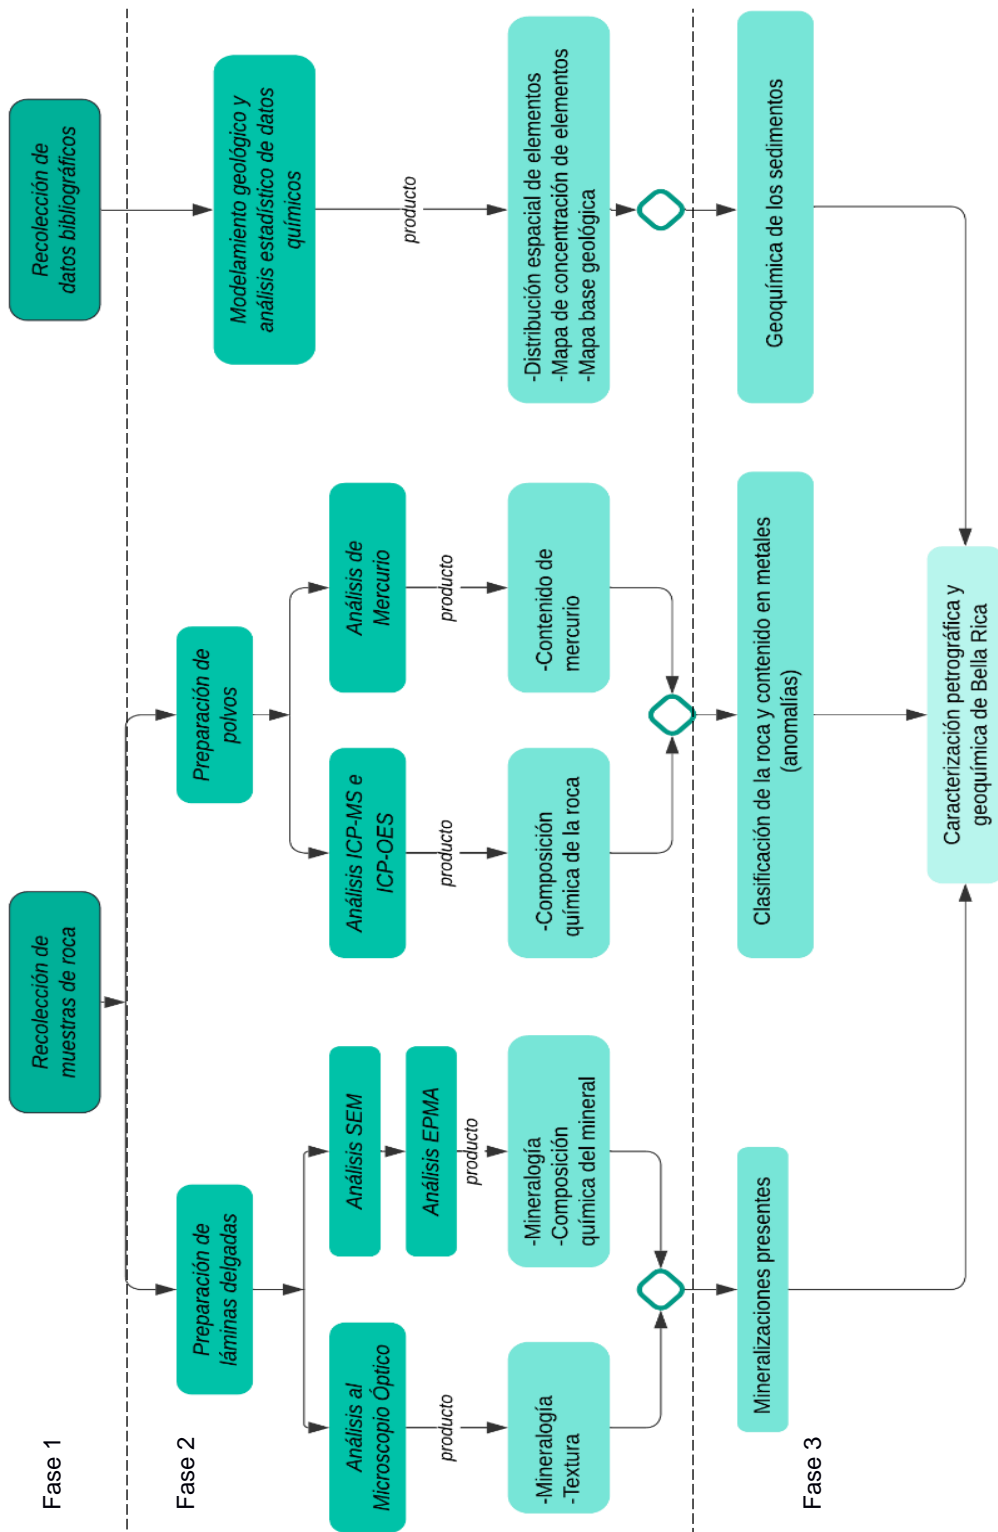 Fase 1
Recolección de
muestras de roca
Recolección de
datos bibliográficos
Fase 2
Preparación de
láminas delgadas
Preparación de
polvos
Modelamiento geológico y
análisis estadístico de datos
químicos
Análisis al
Microscopio Óptico
Análisis SEM
Análisis EPMA
Análisis ICP-MS e
ICP-OES
Análisis de
Mercurio
producto
producto
producto
producto
producto
-Mineralogía
-Textura
-Mineralogía
-Composición
química del mineral
-Composición
química de la roca
-Contenido de
mercurio
-Distribución espacial de elementos
-Mapa de concentración de elementos
-Mapa base geológica
Fase 3
Mineralizaciones presentes
Clasificación de la roca y contenido en metales
(anomalías)
Geoquímica de los sedimentos
Caracterización petrográfica y
geoquímica de Bella Rica